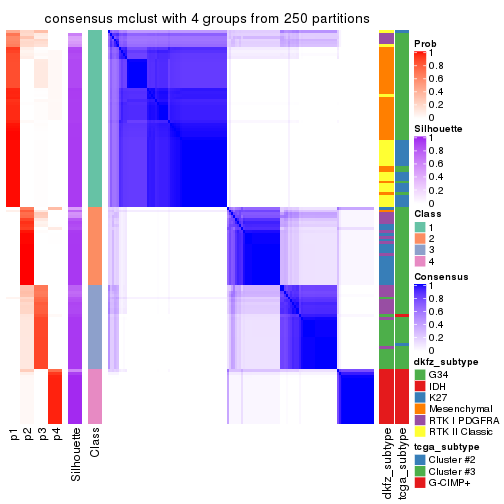 consensus mclust with 4 groups from 250 partitions
Prob
1
0.8
0.6
0.4
0.2
0
Silhouette
1
0.8
0.6
0.4
0.2
0
Class
1
2
3
4
Consensus
1
0.8
0.6
0.4
0.2
0
dkfz_subtype
G34
IDH
K27
Mesenchymal
RTK I PDGFRA
RTK II Classic
tcga_subtype
Cluster #2
Cluster #3
G-CIMP+
p1
p2
p3
p4
Silhouette
Class
dkfz_subtype
tcga_subtype